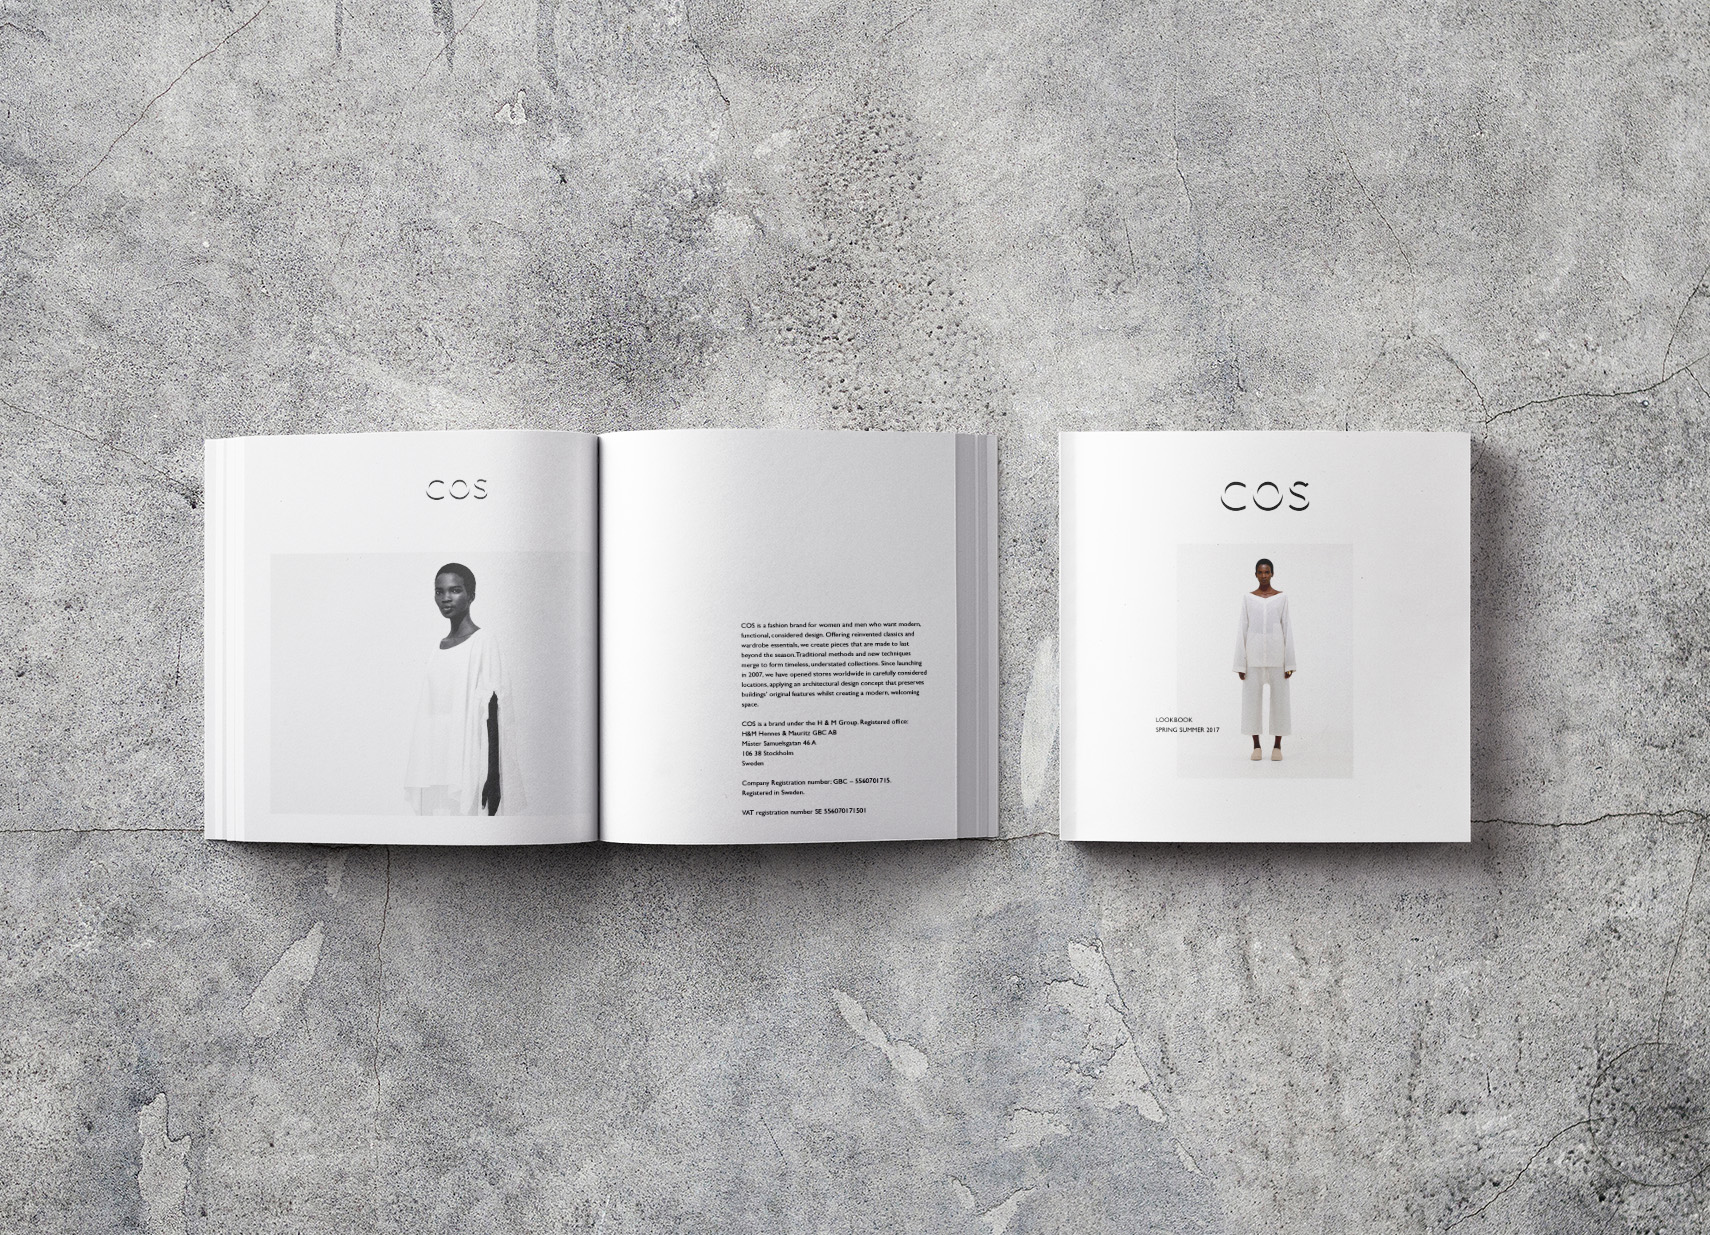 COS
COS is a fashion brand for women and men who want modern,
functional, considered design. Offering reinvented classics and
wardrobe essentials, we create pieces that are made to last
beyond the season. Traditional methods and new techniques
merge to form timeless, understated collections. Since launching
in 2007, we have opened stores worldwide in carefully considered
locations, applying an architectural design concept that preserves
buildings' original features whilst creating a modern, welcoming
space.
COS is a brand under the H & M Group. Registered office:
H&M Hennes & Mauritz GBC AB
Mäster Samuelsgatan 46 A
106 38 Stockholm
Sweden
Company Registration number: GBC – 5560701715.
Registered in Sweden.
VAT registration number SE 556070171501
COS
LOOKBOOK
SPRING SUMMER 2017